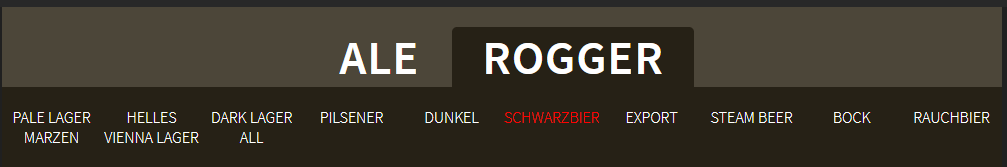 ALE ROGGER
PALE LAGER HELLES DARK LAGER PILSENER DUNKEL SCHWARZBIER EXPORT STEAM BEER BOCK RAUCHBIER
MARZEN VIENNA LAGER ALL